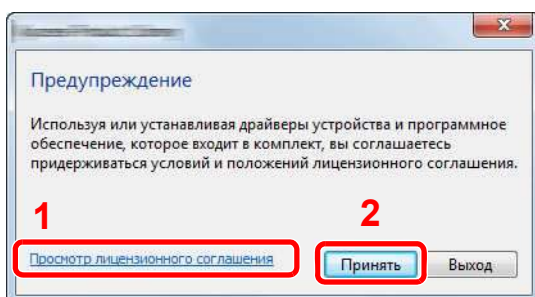 Предупреждение
Используя или устанавливая драйверы устройства и программное
обеспечение, которое входит в комплект, вы соглашаетесь
придерживаться условий и положений лицензионного соглашения.
1
2
Просмотр лицензионного соглашения
Принять
Выход